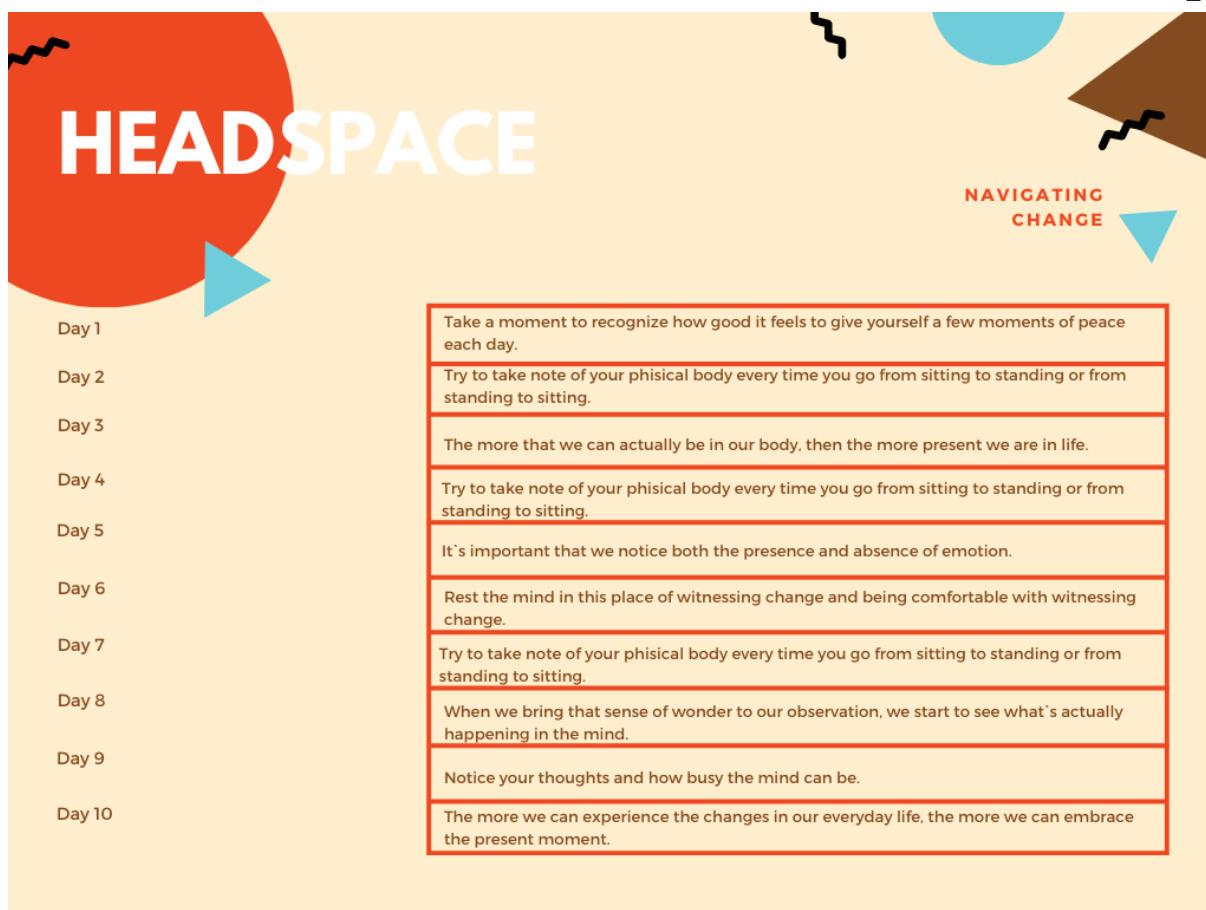 HEADSPACE
NAVIGATING
CHANGE
Day 1
Take a moment to recognize how good it feels to give yourself a few moments of peace
each day.
Day 2
Try to take note of your phisical body every time you go from sitting to standing or from
standing to sitting.
Day 3
The more that we can actually be in our body, then the more present we are in life.
Day 4
Try to take note of your phisical body every time you go from sitting to standing or from
standing to sitting.
Day 5
It`s important that we notice both the presence and absence of emotion.
Day 6
Rest the mind in this place of witnessing change and being comfortable with witnessing
change.
Day 7
Try to take note of your phisical body every time you go from sitting to standing or from
standing to sitting.
Day 8
When we bring that sense of wonder to our observation, we start to see what`s actually
happening in the mind.
Day 9
Notice your thoughts and how busy the mind can be.
Day 10
The more we can experience the changes in our everyday life, the more we can embrace
the present moment.